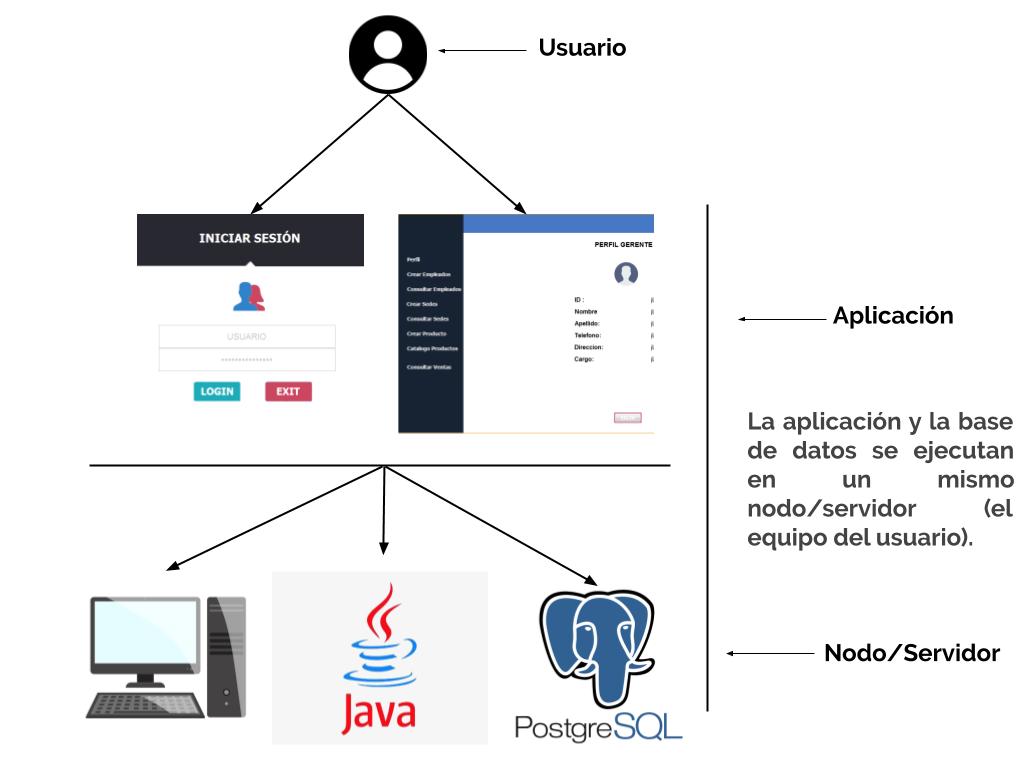 Usuario
INICIAR SESIÓN
USUARIO
LOGIN
EXIT
PERFIL GERENTE
Perfil
Crear Empleados
Consultar Empleados
Crear Sedes
Consultar Sedes
Crear Producto
Catalogo Productos
Consultar Ventas
ID :
Nombre
Apellido:
Telefono:
Direccion:
Cargo:
Aplicación
La aplicación y la base
de datos se ejecutan
en un mismo
nodo/servidor (el
equipo del usuario).
Java
PostgreSQL
Nodo/Servidor